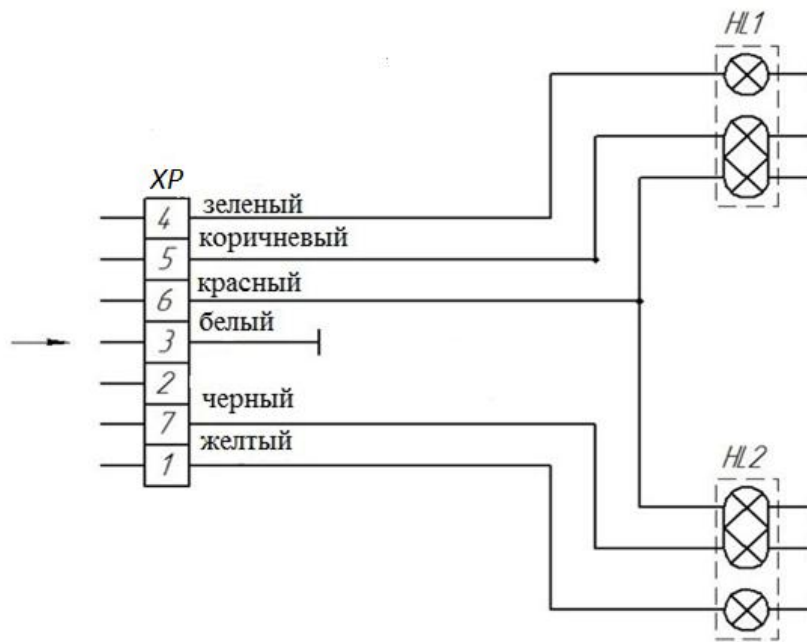 HL1
XP
4 зеленый
5 коричневый
6 красный
3 белый
2
7 черный
1 желтый
HL2